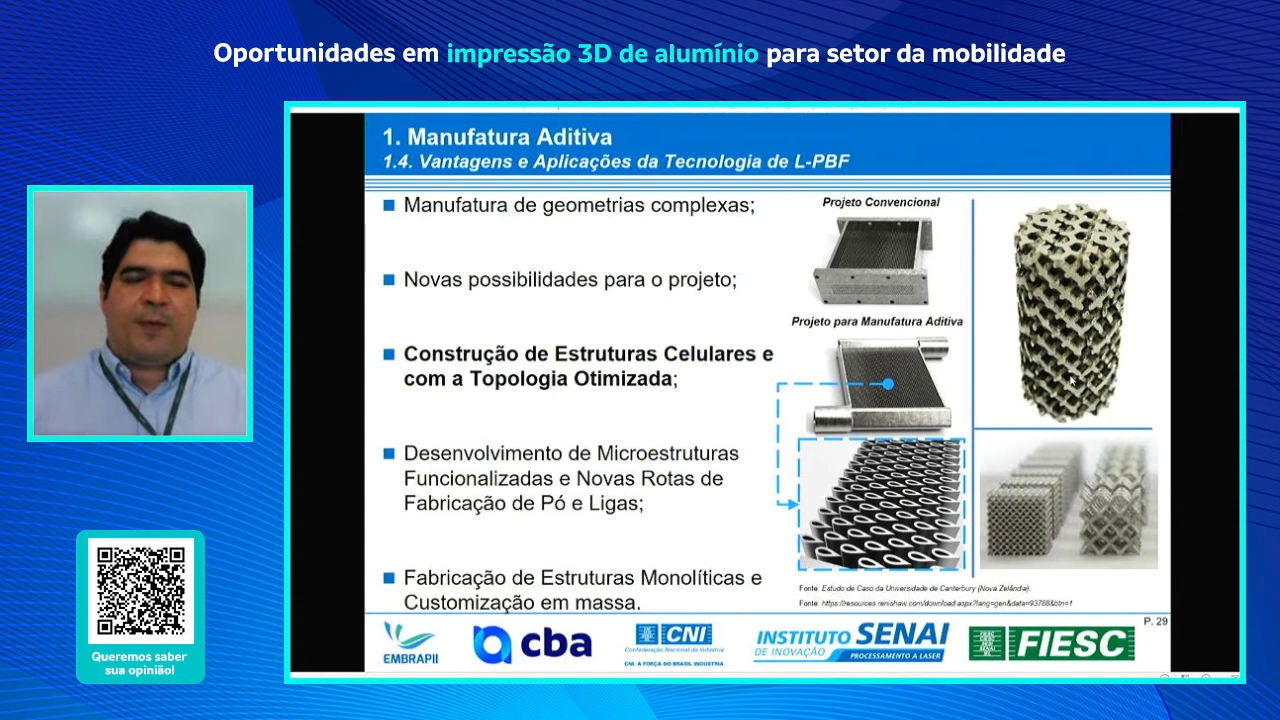 Oportunidades em impressão 3D de alumínio para setor da mobilidade
1. Manufatura Aditiva
1.4. Vantagens e Aplicações da Tecnologia de L-PBF
Manufatura de geometrias complexas;
Novas possibilidades para o projeto;
Construção de Estruturas Celulares e
com a Topologia Otimizada;
Desenvolvimento de Microestruturas
Funcionalizadas e Novas Rotas de
Fabricação de Pó e Ligas;
Fabricação de Estruturas Monolíticas e
Customização em massa.
Projeto Convencional
Projeto para Manufatura Aditiva
Fonte: Estudo de Caso da Universidade de Canterbury (Nova Zelândia)
Fonte: https://resources.renishaw.com/download.aspx?lang=gen&data=93788&btn=1
P. 29
EMBRAPII
cba
CNI
Confederação Nacional da Indústria
CNI. A FORÇA DO BRASIL INDÚSTRIA
INSTITUTO SENAI
DE INOVAÇÃO
PROCESSAMENTO A LASER
FIESC
Queremos saber
sua opinião!